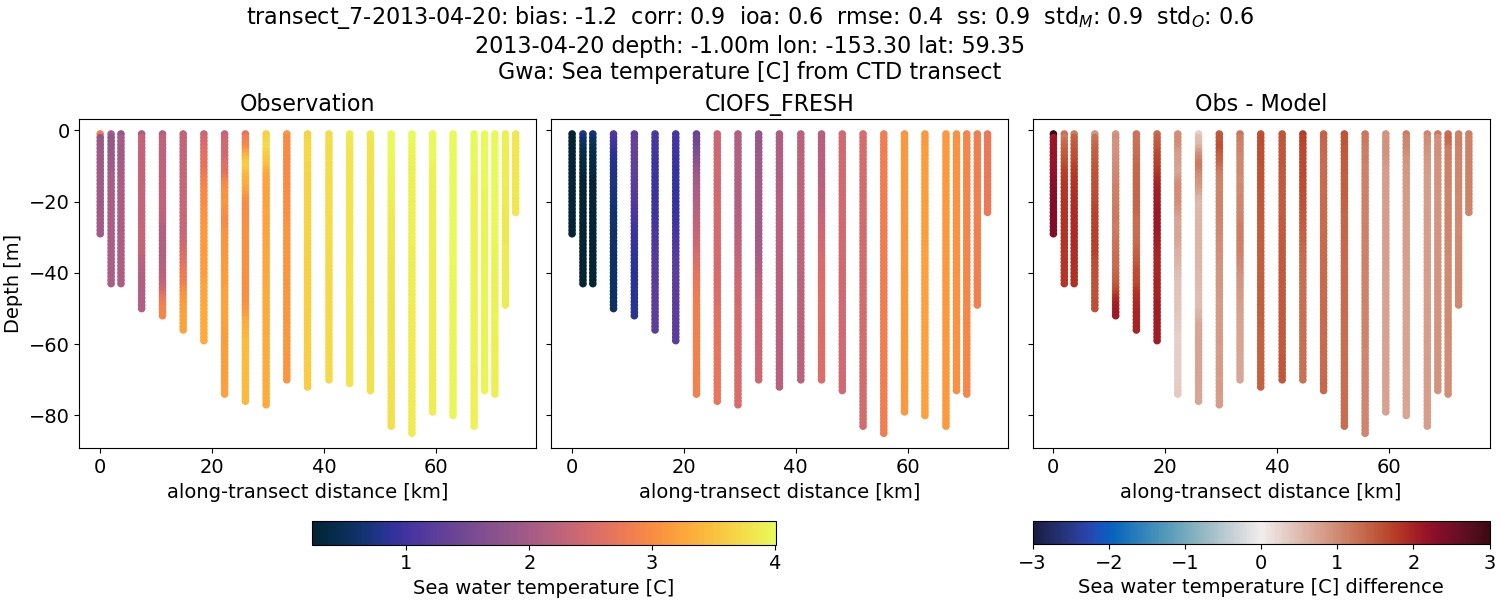 transect_7-2013-04-20: bias: -1.2 corr: 0.9 ioa: 0.6 rmse: 0.4 ss: 0.9 std_M: 0.9 std_O: 0.6
2013-04-20 depth: -1.00m lon: -153.30 lat: 59.35
Gwa: Sea temperature [C] from CTD transect
Observation
CIOFS_FRESH
Obs - Model
Depth [m]
0
−20
−40
−60
−80
0 20 40 60
0 20 40 60
0 20 40 60
along-transect distance [km]
along-transect distance [km]
along-transect distance [km]
1 2 3 4
Sea water temperature [C]
−3 −2 −1 0 1 2 3
Sea water temperature [C] difference